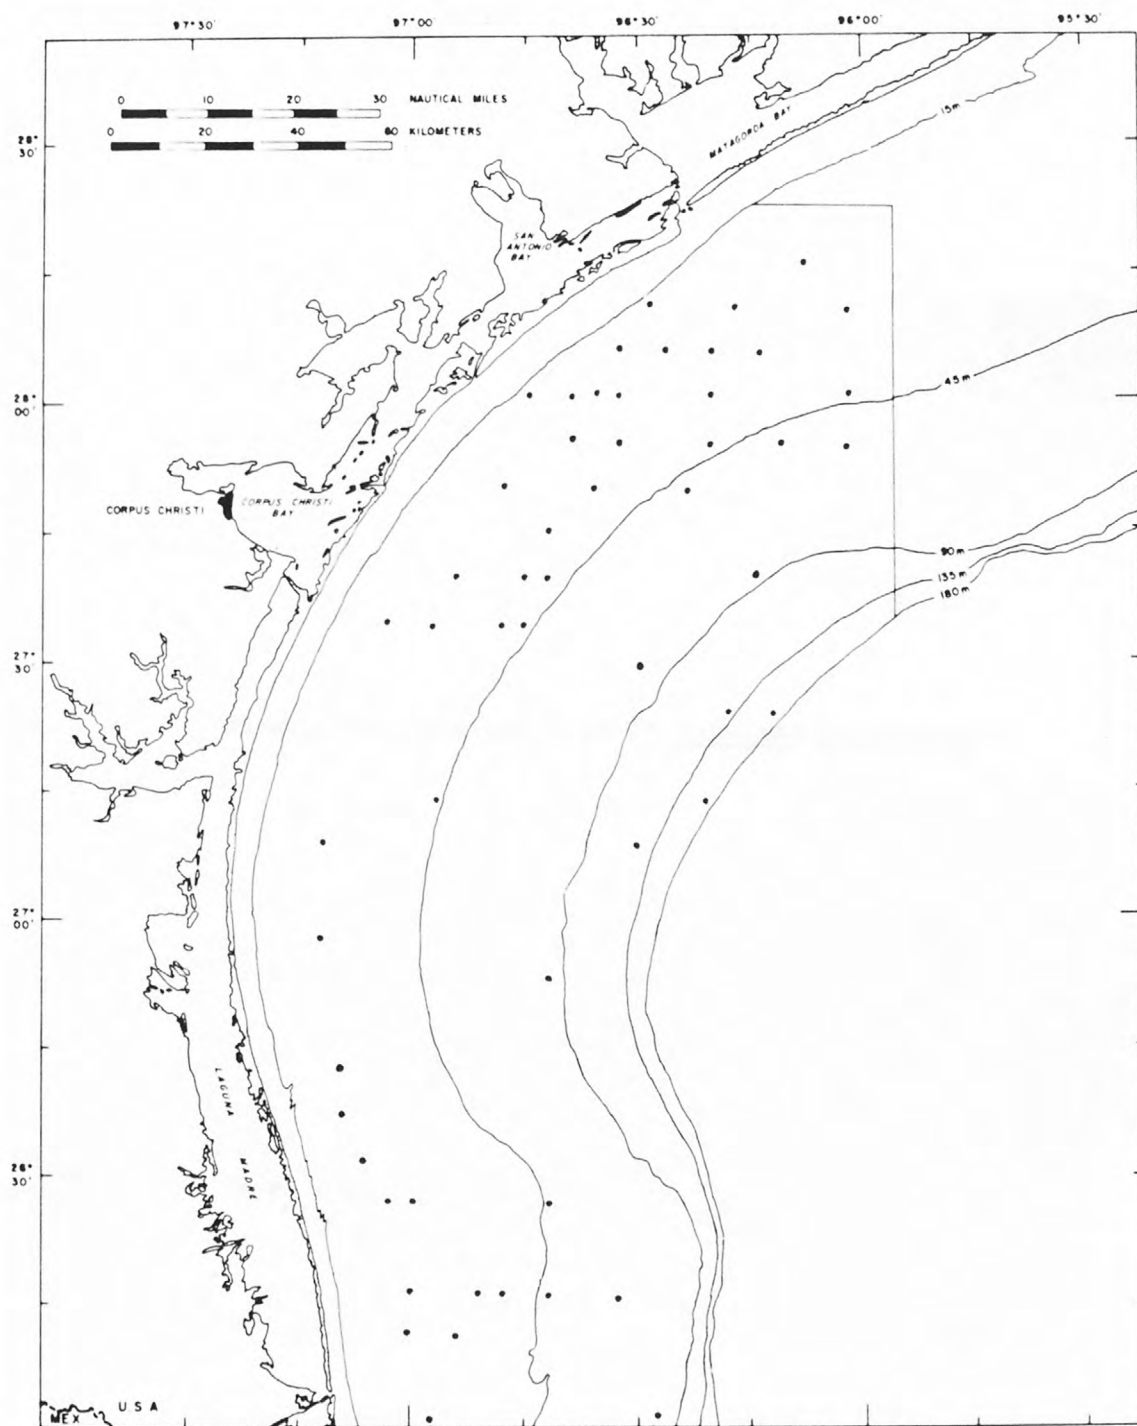 97°30' 97°00 96°30' 96°00' 95°30'
0 10 20 30 NAUTICAL MILES
0 20 40 60 KILOMETERS
28°
30'
MATAGORDA BAY
15m
SAN
ANTONIO
BAY
45m
28°
00'
CORPUS CHRISTI
CORPUS CHRISTI
BAY
90m
135m
180m
27°
30'
27°
00'
LAGUNA
MADRE
26°
30'
USA
MEX